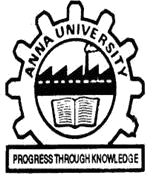 ANNA UNIVERSITY
PROGRESS THROUGH KNOWLEDGE